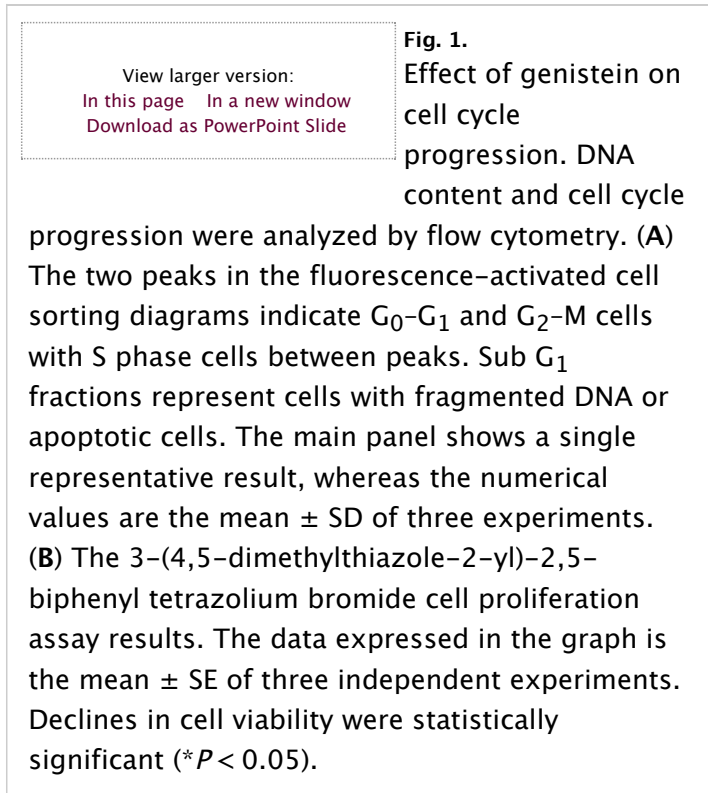 View larger version:
In this page In a new window
Download as PowerPoint Slide
Fig. 1.
Effect of genistein on
cell cycle
progression. DNA
content and cell cycle
progression were analyzed by flow cytometry. (A)
The two peaks in the fluorescence-activated cell
sorting diagrams indicate G0-G1 and G2-M cells
with S phase cells between peaks. Sub G1
fractions represent cells with fragmented DNA or
apoptotic cells. The main panel shows a single
representative result, whereas the numerical
values are the mean ± SD of three experiments.
(B) The 3-(4,5-dimethylthiazole-2-yl)-2,5-
biphenyl tetrazolium bromide cell proliferation
assay results. The data expressed in the graph is
the mean ± SE of three independent experiments.
Declines in cell viability were statistically
significant (*P < 0.05).